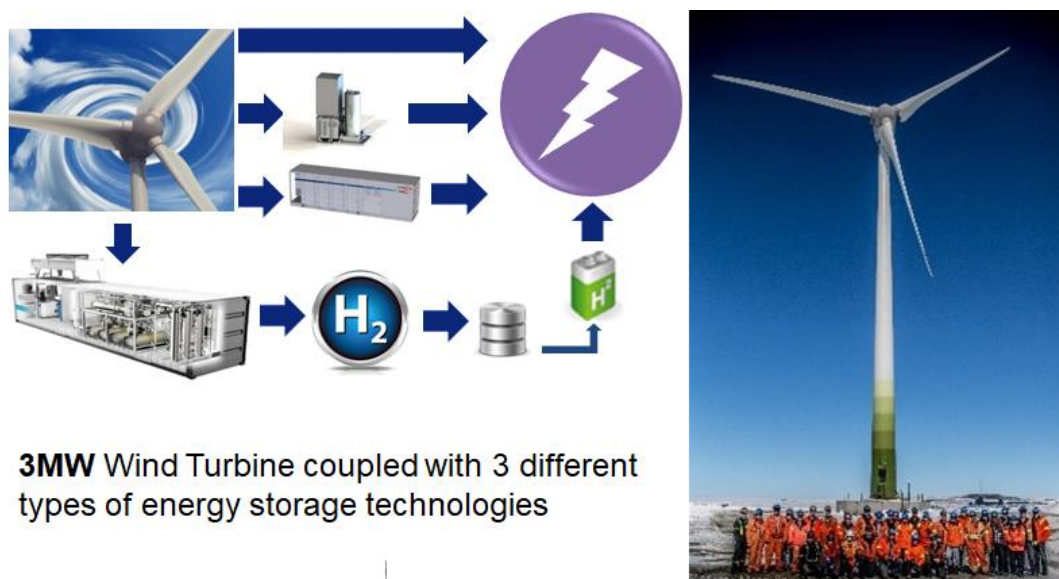 H2
H2
3MW Wind Turbine coupled with 3 different
types of energy storage technologies